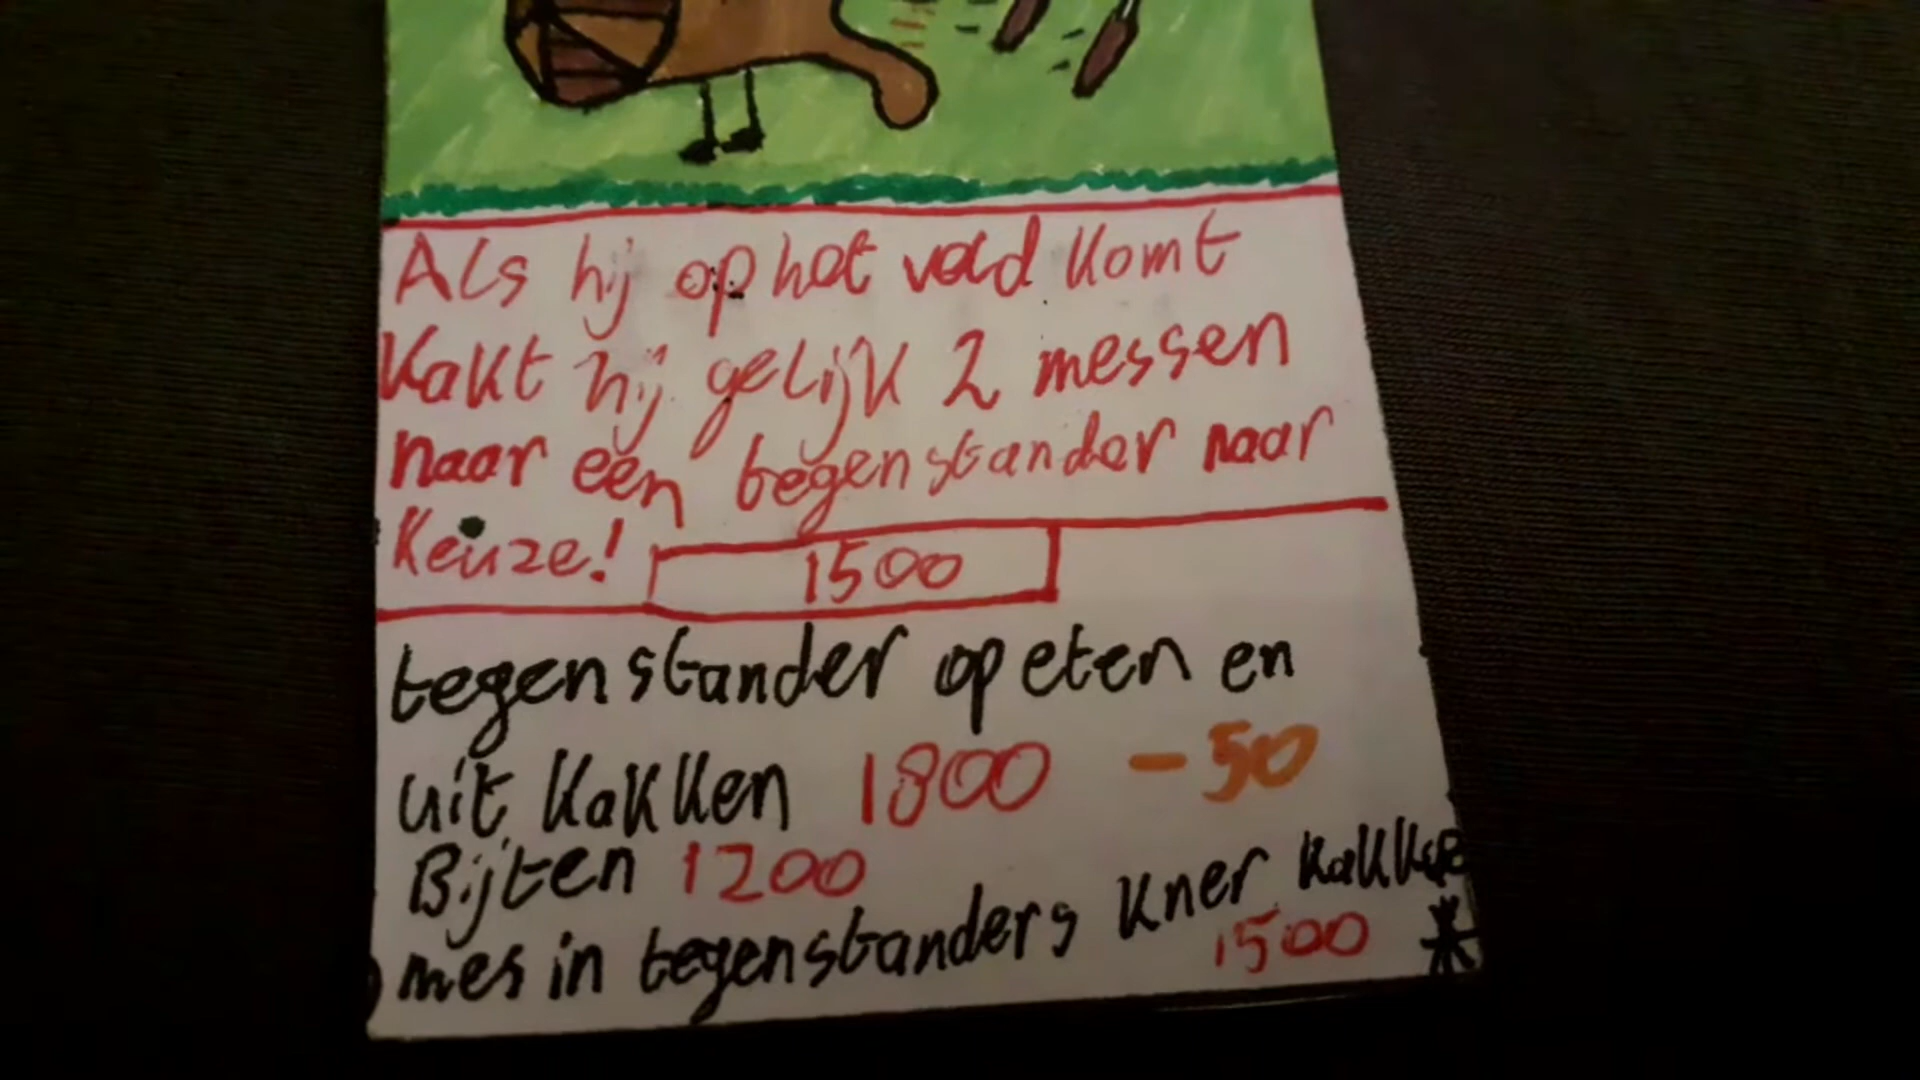 Als hij op het veld komt
kakt hij gelijk 2 messen
naar een tegenstander naar
keuze!
1500
tegenstander op eten en
uit kakken 1800 - 50
Bijten 1200
mes in tegenstanders kner kakken
1500